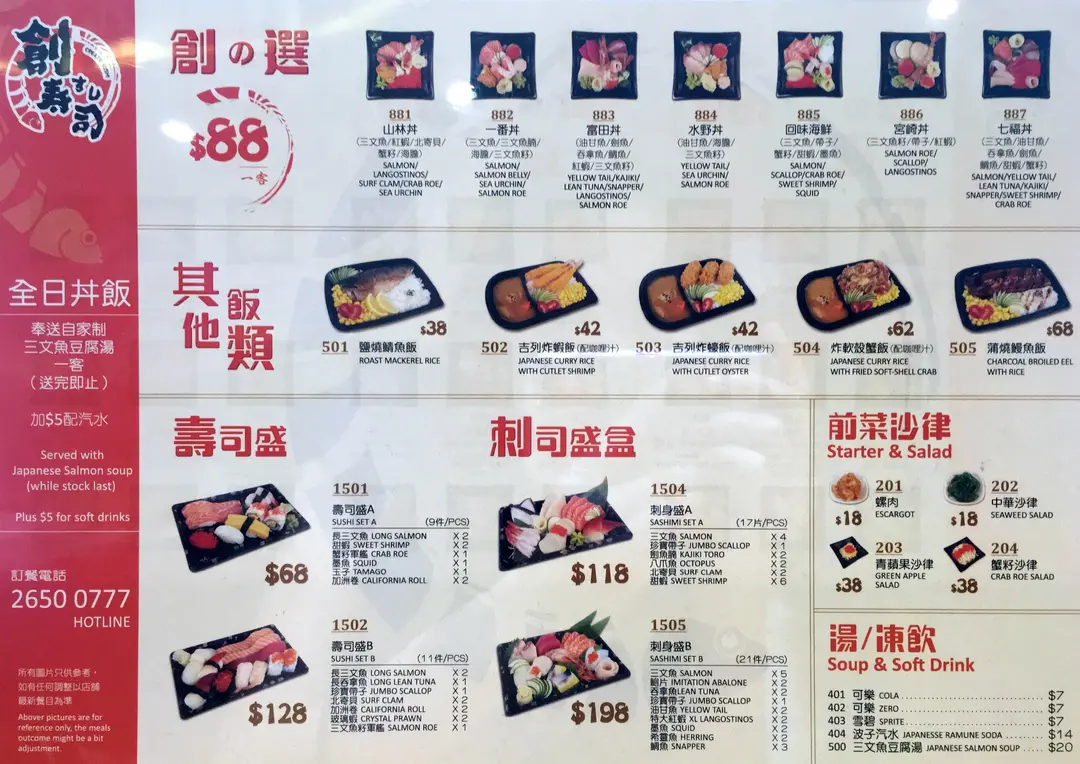 創寿司
すし
全日丼飯
奉送自家制
三文魚豆腐湯
一客
（送完即止）
加$5配汽水
Served with
Japanese Salmon soup
(while stock last)
Plus $5 for soft drinks
訂餐電話
2650 0777
HOTLINE
所有圖片只供參考，
如有任何調整以店舖
最新餐目為準
Abover pictures are for
reference only, the meals
outcome might be a bit
adjustment.
創の選
$88
一客
881
山林丼
(三文魚/紅蝦/北寄貝/
蟹籽/海膽)
SALMON/
LANGOSTINOS/
SURF CLAM/CRAB ROE/
SEA URCHIN
882
一番丼
(三文魚/三文魚腩/
海膽/三文魚籽)
SALMON/
SALMON BELLY/
SEA URCHIN/
SALMON ROE
883
富田丼
(油甘魚/劍魚/
吞拿魚/鯛魚/
紅蝦/三文魚籽)
YELLOW TAIL/KAJIKI/
LEAN TUNA/SNAPPER/
LANGOSTINOS/
SALMON ROE
884
水野丼
(油甘魚/海膽/
三文魚籽)
YELLOW TAIL/
SEA URCHIN/
SALMON ROE
885
回味海鮮
(三文魚/帶子/
蟹籽/甜蝦/墨魚)
SALMON/
SCALLOP/CRAB ROE/
SWEET SHRIMP/
SQUID
886
宮崎丼
(三文魚籽/帶子/紅蝦)
SALMON ROE/
SCALLOP/
LANGOSTINOS
887
七福丼
(三文魚/油甘魚/
吞拿魚/劍魚/
鯛魚/甜蝦/蟹籽)
SALMON/YELLOW TAIL/
LEAN TUNA/KAJIKI/
SNAPPER/SWEET SHRIMP/
CRAB ROE
其他飯類
$38
501 鹽燒鯖魚飯
ROAST MACKEREL RICE
$42
502 吉列炸蝦飯(配咖哩汁)
JAPANESE CURRY RICE
WITH CUTLET SHRIMP
$42
503 吉列炸蠔飯(配咖哩汁)
JAPANESE CURRY RICE
WITH CUTLET OYSTER
$62
504 炸軟殼蟹飯(配咖哩汁)
JAPANESE CURRY RICE
WITH FRIED SOFT-SHELL CRAB
$68
505 蒲燒鰻魚飯
CHARCOAL BROILED EEL
WITH RICE
壽司盛
$68
1501
壽司盛A
SUSHI SET A (9件/PCS)
長三文魚 LONG SALMON X 2
甜蝦 SWEET SHRIMP X 2
蟹籽軍艦 CRAB ROE X 1
墨魚 SQUID X 1
玉子 TAMAGO X 1
加洲卷 CALIFORNIA ROLL X 2
$128
1502
壽司盛B
SUSHI SET B (11件/PCS)
長三文魚 LONG SALMON X 2
長吞拿魚 LONG LEAN TUNA X 1
珍寶帶子 JUMBO SCALLOP X 1
北寄貝 SURF CLAM X 2
加洲卷 CALIFORNIA ROLL X 2
玻璃蝦 CRYSTAL PRAWN X 2
三文魚籽軍艦 SALMON ROE X 1
刺司盛盒
$118
1504
刺身盛A
SASHIMI SET A (17片/PCS)
三文魚 SALMON X 4
珍寶帶子 JUMBO SCALLOP X 1
劍魚腩 KAJIKI TORO X 2
八爪魚 OCTOPUS X 2
北寄貝 SURF CLAM X 2
甜蝦 SWEET SHRIMP X 6
$198
1505
刺身盛B
SASHIMI SET B (21件/PCS)
三文魚 SALMON X 5
鮑片 IMITATION ABALONE X 2
吞拿魚LEAN TUNA X 2
珍寶帶子 JUMBO SCALLOP X 1
油甘魚 YELLOW TAIL X 2
特大紅蝦 XL LANGOSTINOS X 2
墨魚 SQUID X 2
希靈魚 HERRING X 2
鯛魚 SNAPPER X 3
前菜沙律
Starter & Salad
$18
201
螺肉
ESCARGOT
$18
202
中華沙律
SEAWEED SALAD
$38
203
青蘋果沙律
GREEN APPLE
SALAD
$38
204
蟹籽沙律
CRAB ROE SALAD
湯/凍飲
Soup & Soft Drink
401 可樂 COLA $7
402 可樂 ZERO $7
403 雪碧 SPRITE $7
404 波子汽水 JAPANESSE RAMUNE SODA $14
500 三文魚豆腐湯 JAPANESE SALMON SOUP $20